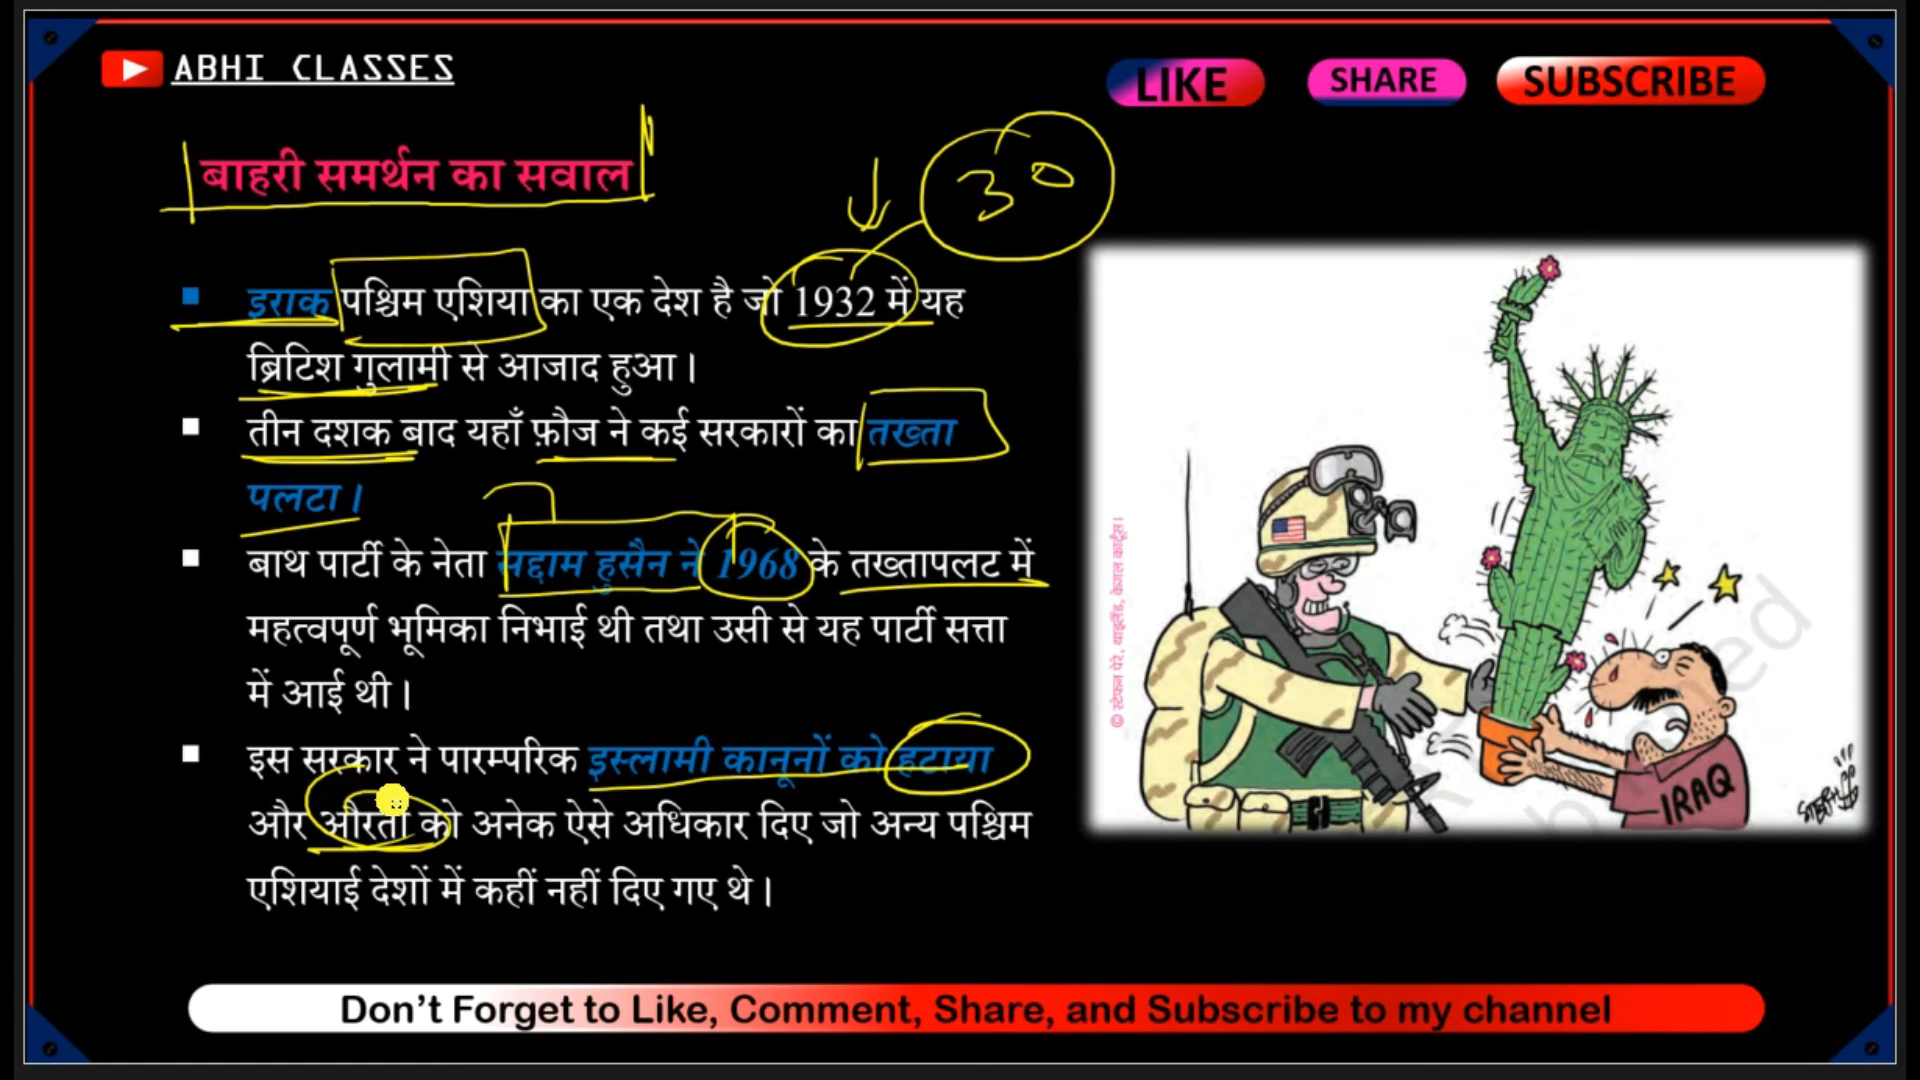 ABHI CLASSES
LIKE
SHARE
SUBSCRIBE
बाहरी समर्थन का सवाल
30
इराक पश्चिम एशिया का एक देश है जो 1932 में यह
ब्रिटिश गुलामी से आजाद हुआ।
तीन दशक बाद यहाँ फ़ौज ने कई सरकारों का तख्ता
पलटा।
बाथ पार्टी के नेता सद्दाम हुसैन ने 1968 के तख्तापलट में
महत्वपूर्ण भूमिका निभाई थी तथा उसी से यह पार्टी सत्ता
में आई थी।
इस सरकार ने पारम्परिक इस्लामी कानूनों को हटाया
और औरतों को अनेक ऐसे अधिकार दिए जो अन्य पश्चिम
एशियाई देशों में कहीं नहीं दिए गए थे।
© स्टेफन पेरे, थाइलैंड, केगल कार्टून्स।
IRAQ
Don't Forget to Like, Comment, Share, and Subscribe to my channel